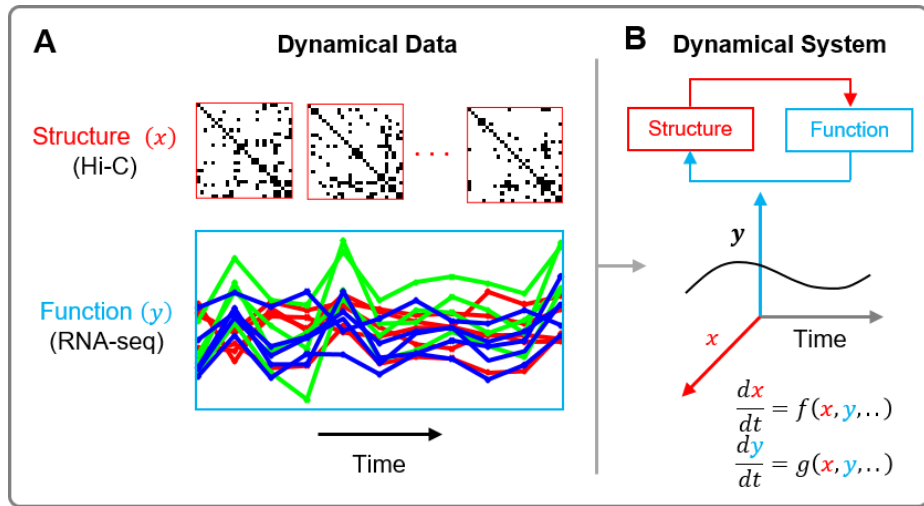 A
Dynamical Data
Structure (x)
(Hi-C)
. . .
Function (y)
(RNA-seq)
Time
B
Dynamical System
Structure
Function
y
x
Time
dx/dt = f(x, y, ..)
dy/dt = g(x, y, ..)